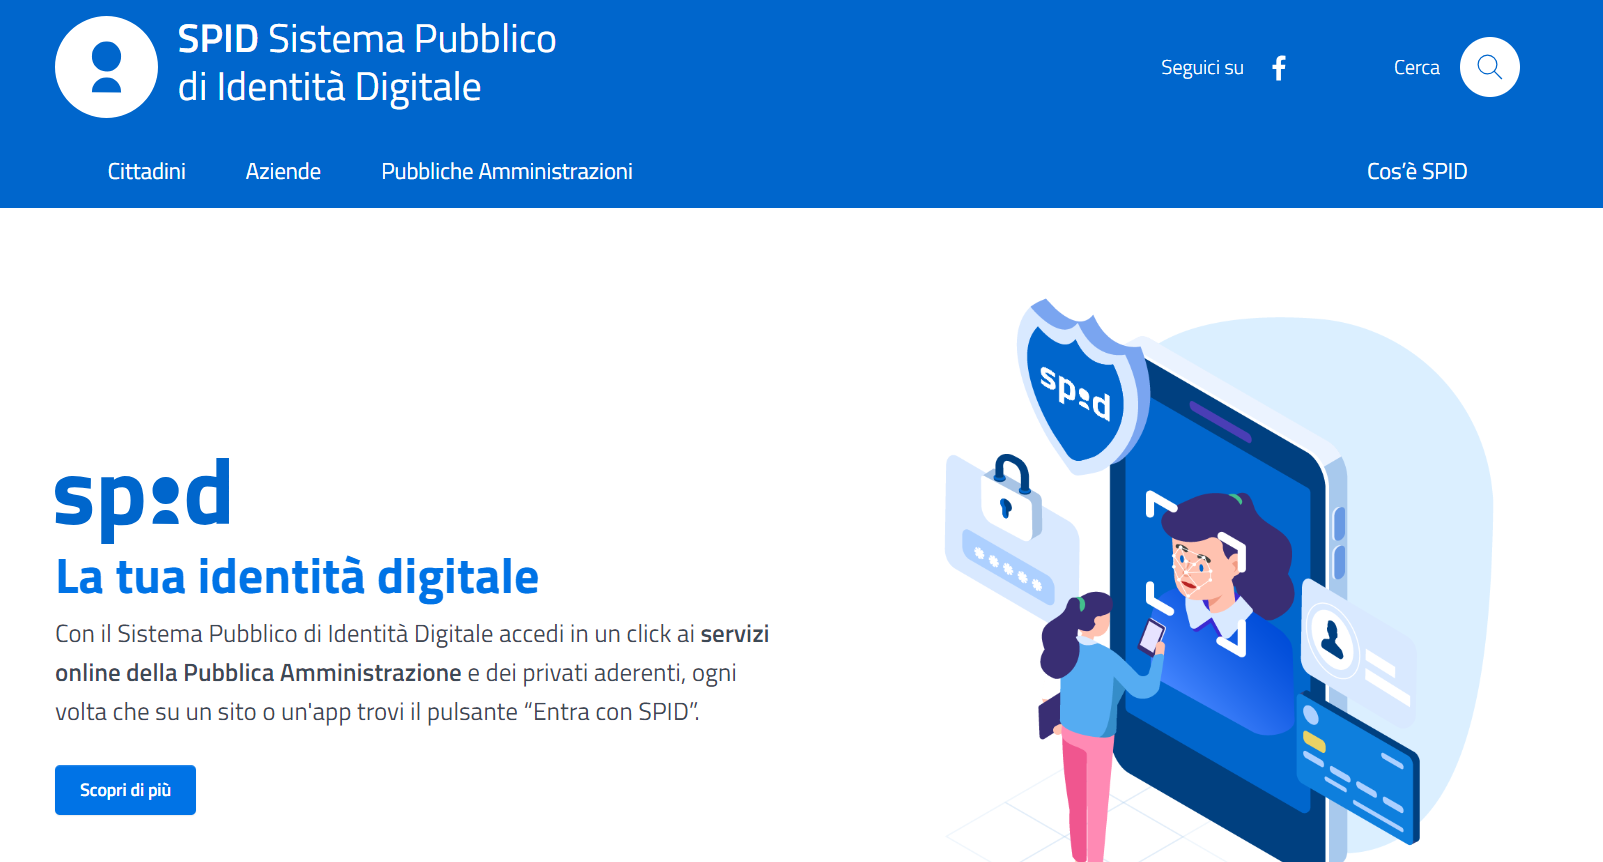 SPID Sistema Pubblico
di Identità Digitale
Seguici su
Cerca
Cittadini
Aziende
Pubbliche Amministrazioni
Cos’è SPID
spid
spid
La tua identità digitale
Con il Sistema Pubblico di Identità Digitale accedi in un click ai servizi
online della Pubblica Amministrazione e dei privati aderenti, ogni
volta che su un sito o un'app trovi il pulsante “Entra con SPID”.
Scopri di più
*****